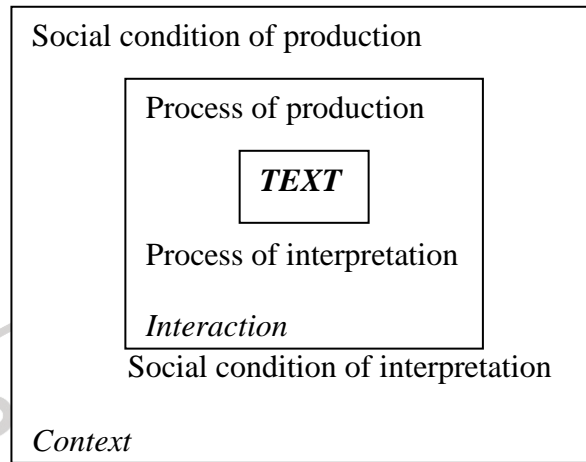 Social condition of production
Process of production
TEXT
Process of interpretation
Interaction
Social condition of interpretation
Context